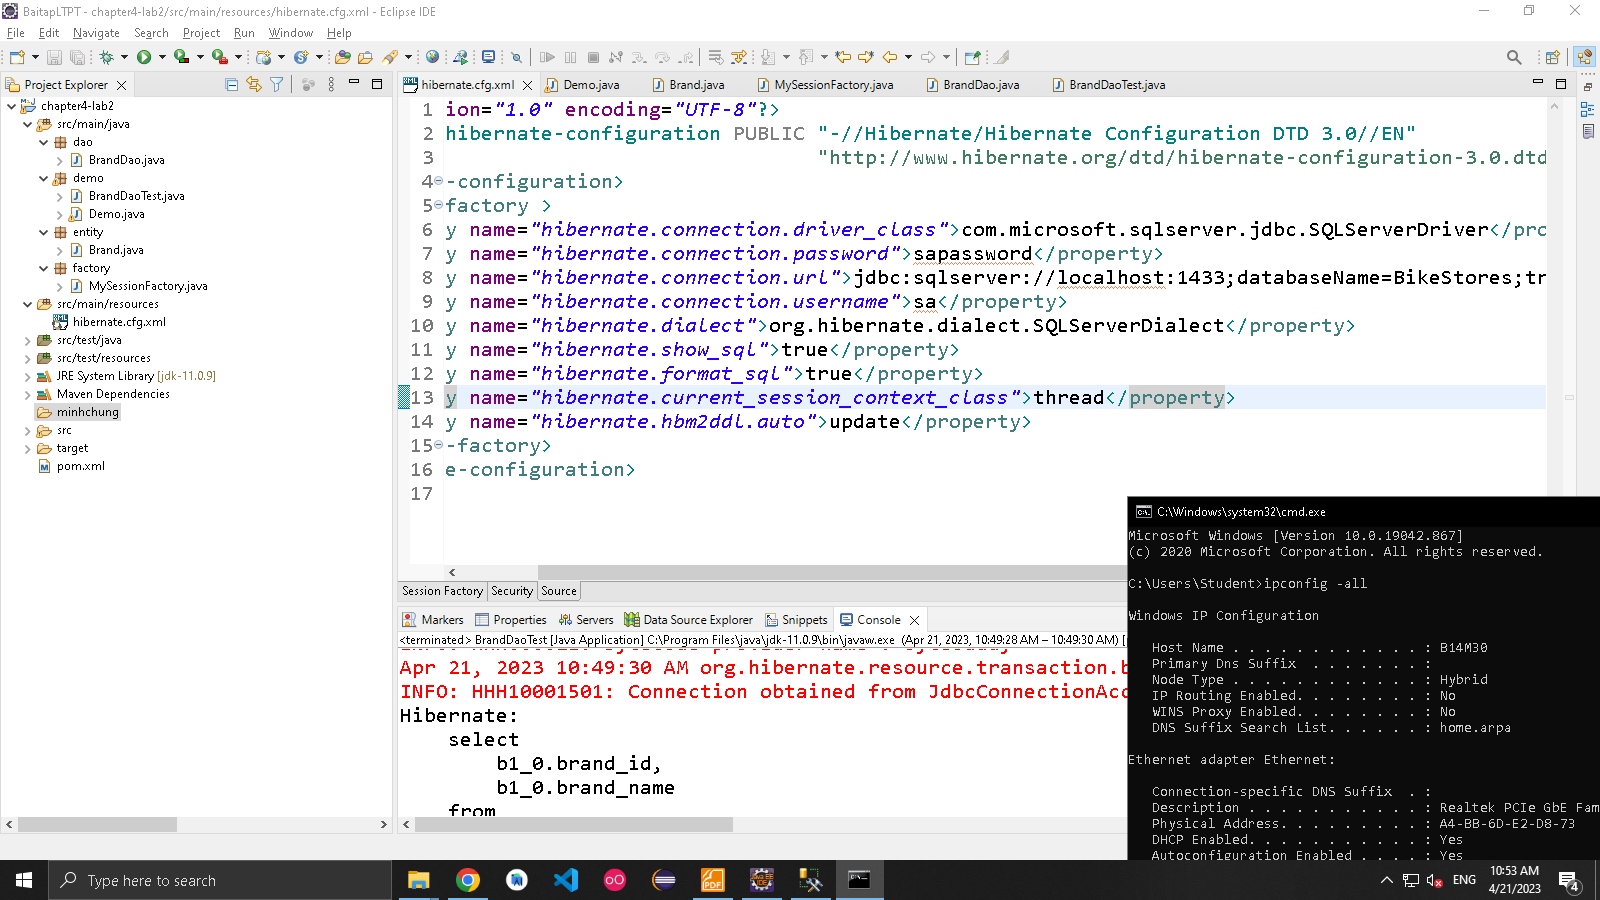 BaitapLTPT - chapter4-lab2/src/main/resources/hibernate.cfg.xml - Eclipse IDE
File Edit Navigate Search Project Run Window Help
Project Explorer
chapter4-lab2
src/main/java
dao
BrandDao.java
demo
BrandDaoTest.java
Demo.java
entity
Brand.java
factory
MySessionFactory.java
src/main/resources
hibernate.cfg.xml
src/test/java
src/test/resources
JRE System Library [jdk-11.0.9]
Maven Dependencies
minhchung
src
target
pom.xml
hibernate.cfg.xml Demo.java Brand.java MySessionFactory.java BrandDao.java BrandDaoTest.java
1 ion="1.0" encoding="UTF-8"?>
2 hibernate-configuration PUBLIC "-//Hibernate/Hibernate Configuration DTD 3.0//EN"
3 "http://www.hibernate.org/dtd/hibernate-configuration-3.0.dtd
4 -configuration>
5 factory >
6 y name="hibernate.connection.driver_class">com.microsoft.sqlserver.jdbc.SQLServerDriver</pro
7 y name="hibernate.connection.password">sapassword</property>
8 y name="hibernate.connection.url">jdbc:sqlserver://localhost:1433;databaseName=BikeStores;tr
9 y name="hibernate.connection.username">sa</property>
10 y name="hibernate.dialect">org.hibernate.dialect.SQLServerDialect</property>
11 y name="hibernate.show_sql">true</property>
12 y name="hibernate.format_sql">true</property>
13 y name="hibernate.current_session_context_class">thread</property>
14 y name="hibernate.hbm2ddl.auto">update</property>
15 -factory>
16 e-configuration>
17
Session Factory Security Source
Markers Properties Servers Data Source Explorer Snippets Console
<terminated> BrandDaoTest [Java Application] C:\Program Files\java\jdk-11.0.9\bin\javaw.exe (Apr 21, 2023, 10:49:28 AM – 10:49:30 AM) [
Apr 21, 2023 10:49:30 AM org.hibernate.resource.transaction.b
INFO: HHH10001501: Connection obtained from JdbcConnectionAcc
Hibernate:
select
b1_0.brand_id,
b1_0.brand_name
from
C:\Windows\system32\cmd.exe
Microsoft Windows [Version 10.0.19042.867]
(c) 2020 Microsoft Corporation. All rights reserved.
C:\Users\Student>ipconfig -all
Windows IP Configuration
Host Name . . . . . . . . . . . . : B14M30
Primary Dns Suffix . . . . . . . :
Node Type . . . . . . . . . . . . : Hybrid
IP Routing Enabled. . . . . . . . : No
WINS Proxy Enabled. . . . . . . . : No
DNS Suffix Search List. . . . . . : home.arpa
Ethernet adapter Ethernet:
Connection-specific DNS Suffix . :
Description . . . . . . . . . . . : Realtek PCIe GbE Fam
Physical Address. . . . . . . . . : A4-BB-6D-E2-D8-73
DHCP Enabled. . . . . . . . . . . : Yes
Autoconfiguration Enabled . . . . : Yes
Type here to search
ENG
10:53 AM
4/21/2023
4